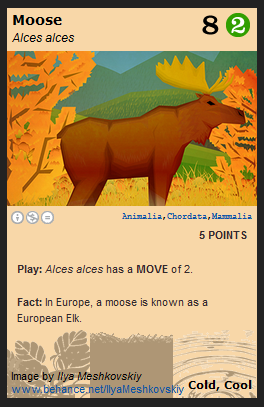 Moose 8 2
Alces alces
Animalia,Chordata,Mammalia
5 POINTS
Play: Alces alces has a MOVE of 2.
Fact: In Europe, a moose is known as a
European Elk.
Image by Ilya Meshkovskiy
www.behance.net/IlyaMeshkovskiy
Cold, Cool